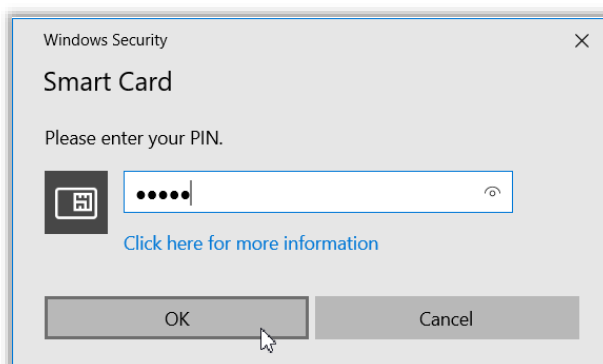 Windows Security
Smart Card
Please enter your PIN.
●●●●●
Click here for more information
OK
Cancel